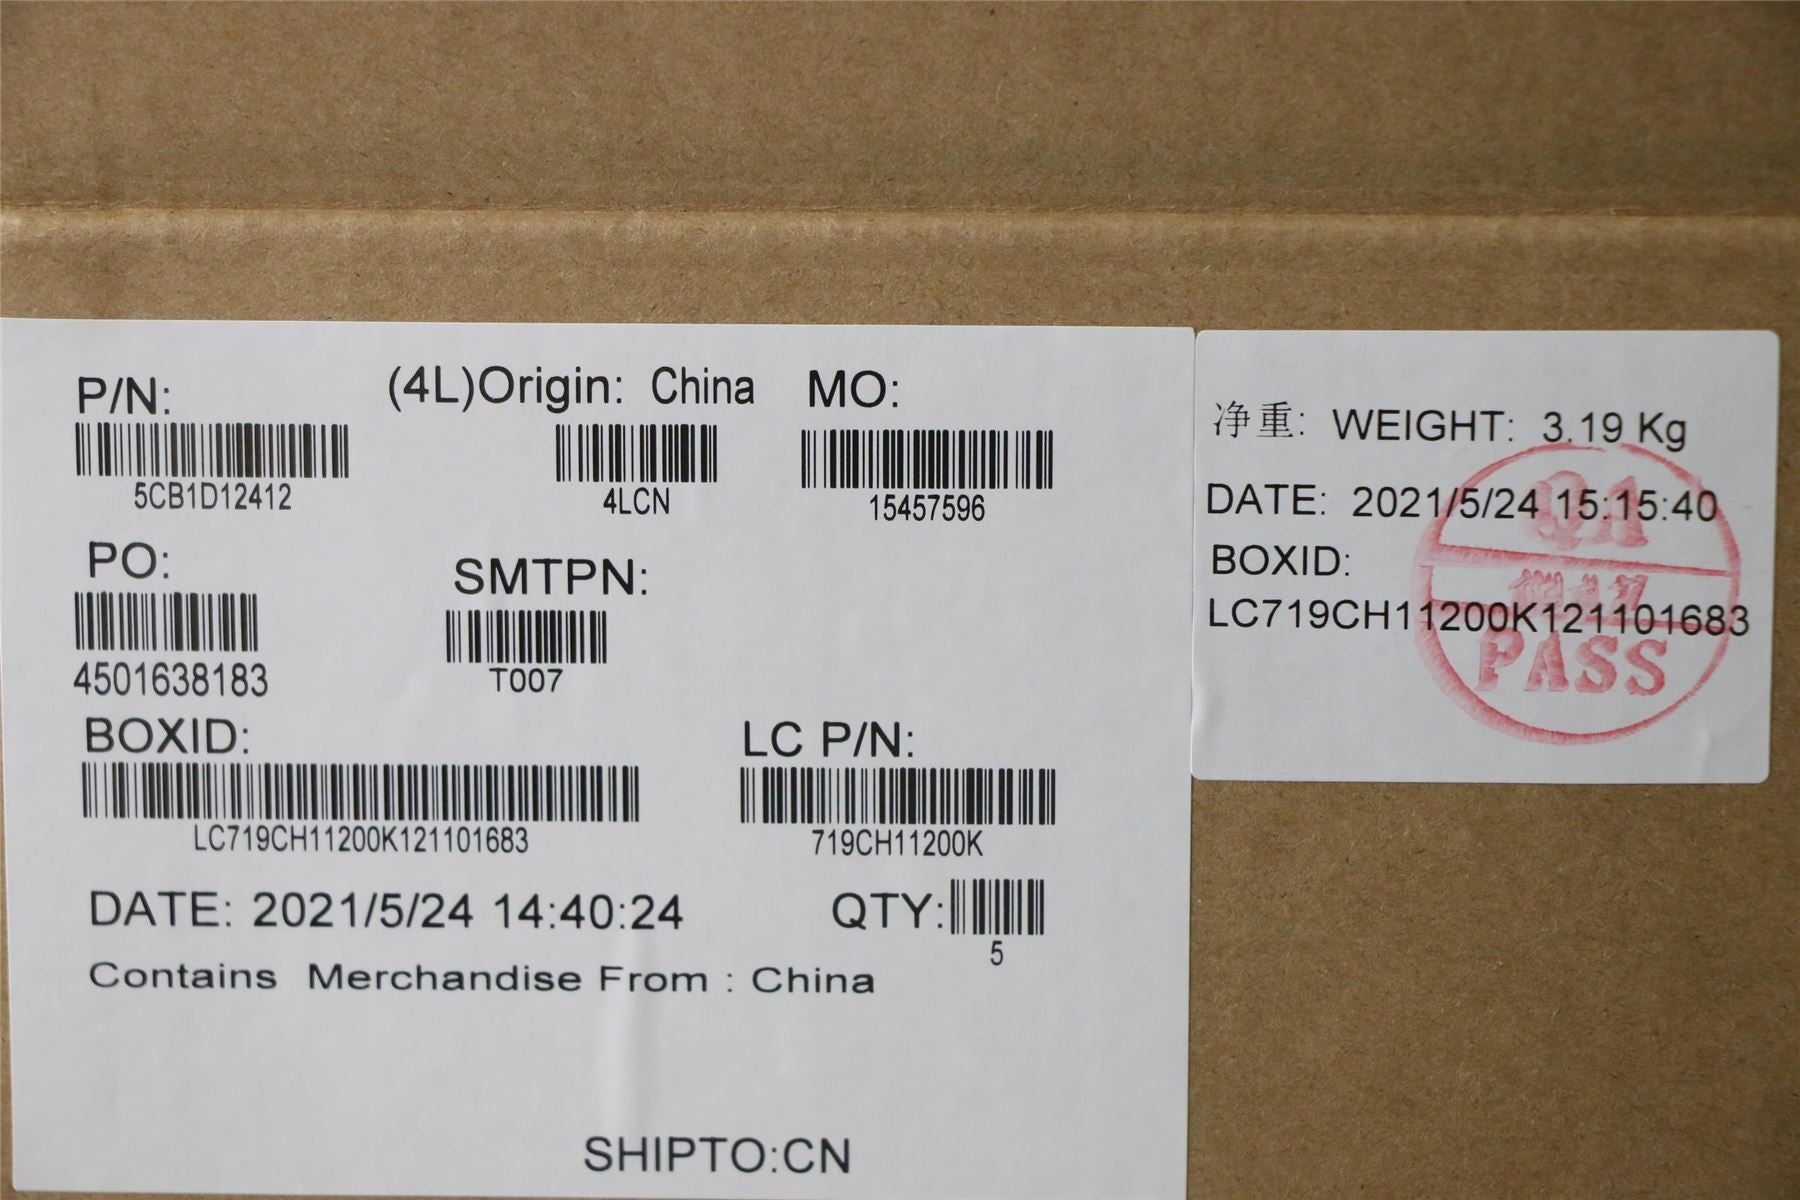 P/N:
5CB1D12412
(4L)Origin: China
4LCN
MO:
15457596
PO:
4501638183
SMTPN:
T007
BOXID:
LC719CH11200K121101683
LC P/N:
719CH11200K
DATE: 2021/5/24 14:40:24
QTY:
5
Contains Merchandise From : China
SHIPTO:CN
净重: WEIGHT: 3.19 Kg
DATE: 2021/5/24 15:15:40
BOXID:
LC719CH11200K121101683
QA
PASS